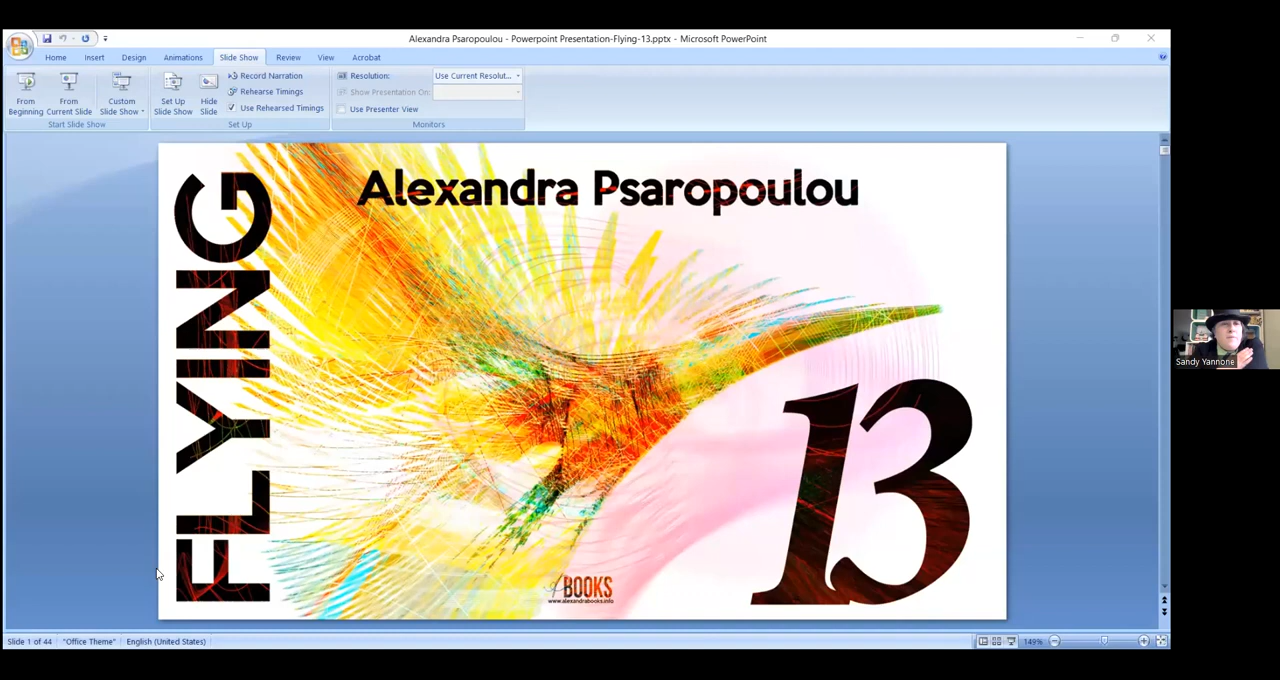 Alexandra Psaropoulou - Powerpoint Presentation-Flying-13.pptx - Microsoft PowerPoint
Home Insert Design Animations Slide Show Review View Acrobat
From Beginning
From Current Slide
Custom Slide Show
Start Slide Show
Set Up Slide Show
Hide Slide
Record Narration
Rehearse Timings
Use Rehearsed Timings
Set Up
Resolution: Use Current Resolut...
Show Presentation On:
Use Presenter View
Monitors
FLYING
Alexandra Psaropoulou
13
BOOKS
www.alexandrabooks.info
Sandy Yannone
Slide 1 of 44 "Office Theme" English (United States) 149%